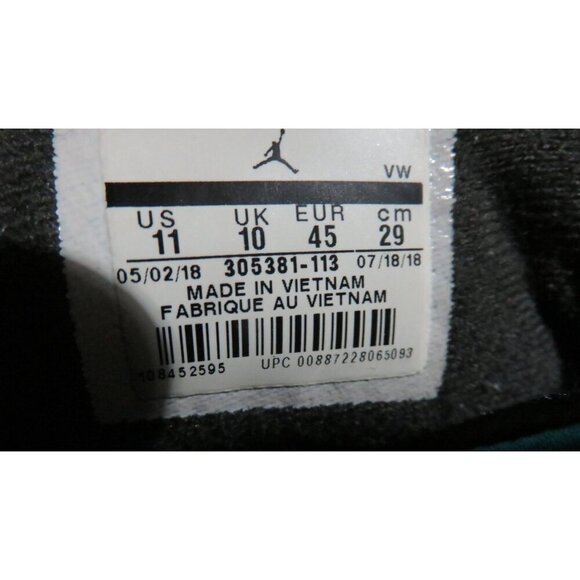 VW
US UK EUR cm
11 10 45 29
05/02/18 305381-113 07/18/18
MADE IN VIETNAM
FABRIQUE AU VIETNAM
108452595 UPC 00887228065093